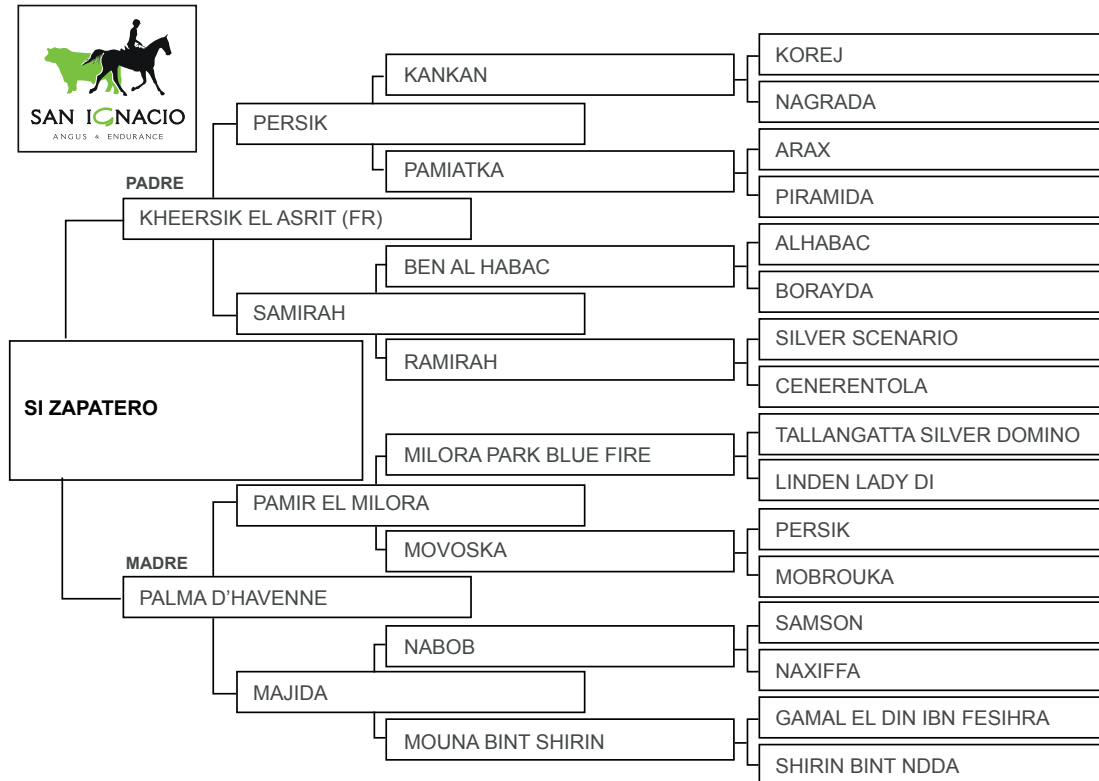 SAN IGNACIO
ANGUS & ENDURANCE
KOREJ
KANKAN
NAGRADA
PERSIK
ARAX
PAMIATKA
PIRAMIDA
PADRE
KHEERSIK EL ASRIT (FR)
ALHABAC
BEN AL HABAC
BORAYDA
SAMIRAH
SILVER SCENARIO
RAMIRAH
CENERENTOLA
SI ZAPATERO
TALLANGATTA SILVER DOMINO
MILORA PARK BLUE FIRE
LINDEN LADY DI
PAMIR EL MILORA
PERSIK
MOVOSKA
MOBROUKA
MADRE
PALMA D'HAVENNE
SAMSON
NABOB
NAXIFFA
MAJIDA
GAMAL EL DIN IBN FESIHRA
MOUNA BINT SHIRIN
SHIRIN BINT NDDA